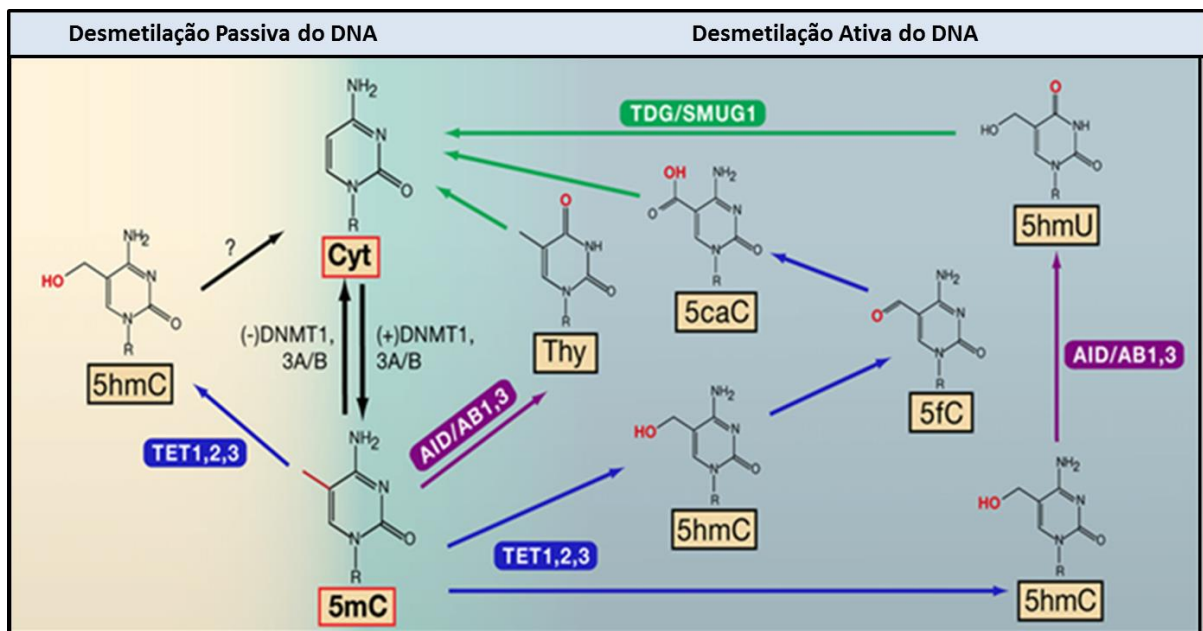 Desmetilação Passiva do DNA
Desmetilação Ativa do DNA
NH₂
N
N
O
R
Cyt
TDG/SMUG1
O
HO
NH
N
O
R
5hmU
OH
NH₂
O
N
N
O
R
5caC
O
NH
N
O
R
Thy
NH₂
HO
N
N
O
R
5hmC
?
(-)DNMT1,
3A/B
(+)DNMT1,
3A/B
NH₂
O
N
N
O
R
5fC
AID/AB1,3
AID/AB1,3
TET1,2,3
NH₂
N
N
O
R
5mC
NH₂
HO
N
N
O
R
5hmC
TET1,2,3
NH₂
HO
N
N
O
R
5hmC